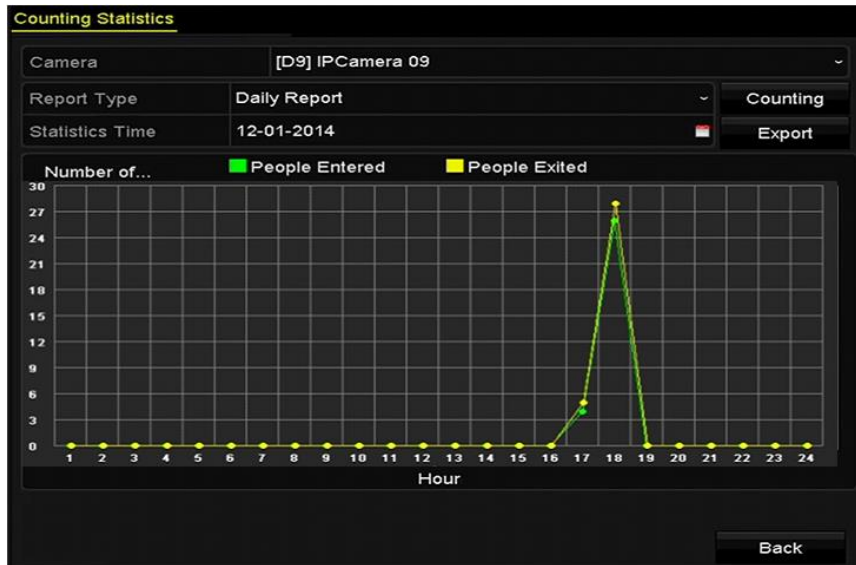 Counting Statistics
Camera [D9] IPCamera 09
Report Type Daily Report Counting
Statistics Time 12-01-2014 Export
Number of... People Entered People Exited
30
27
24
21
18
15
12
9
6
3
0
1 2 3 4 5 6 7 8 9 10 11 12 13 14 15 16 17 18 19 20 21 22 23 24
Hour
Back